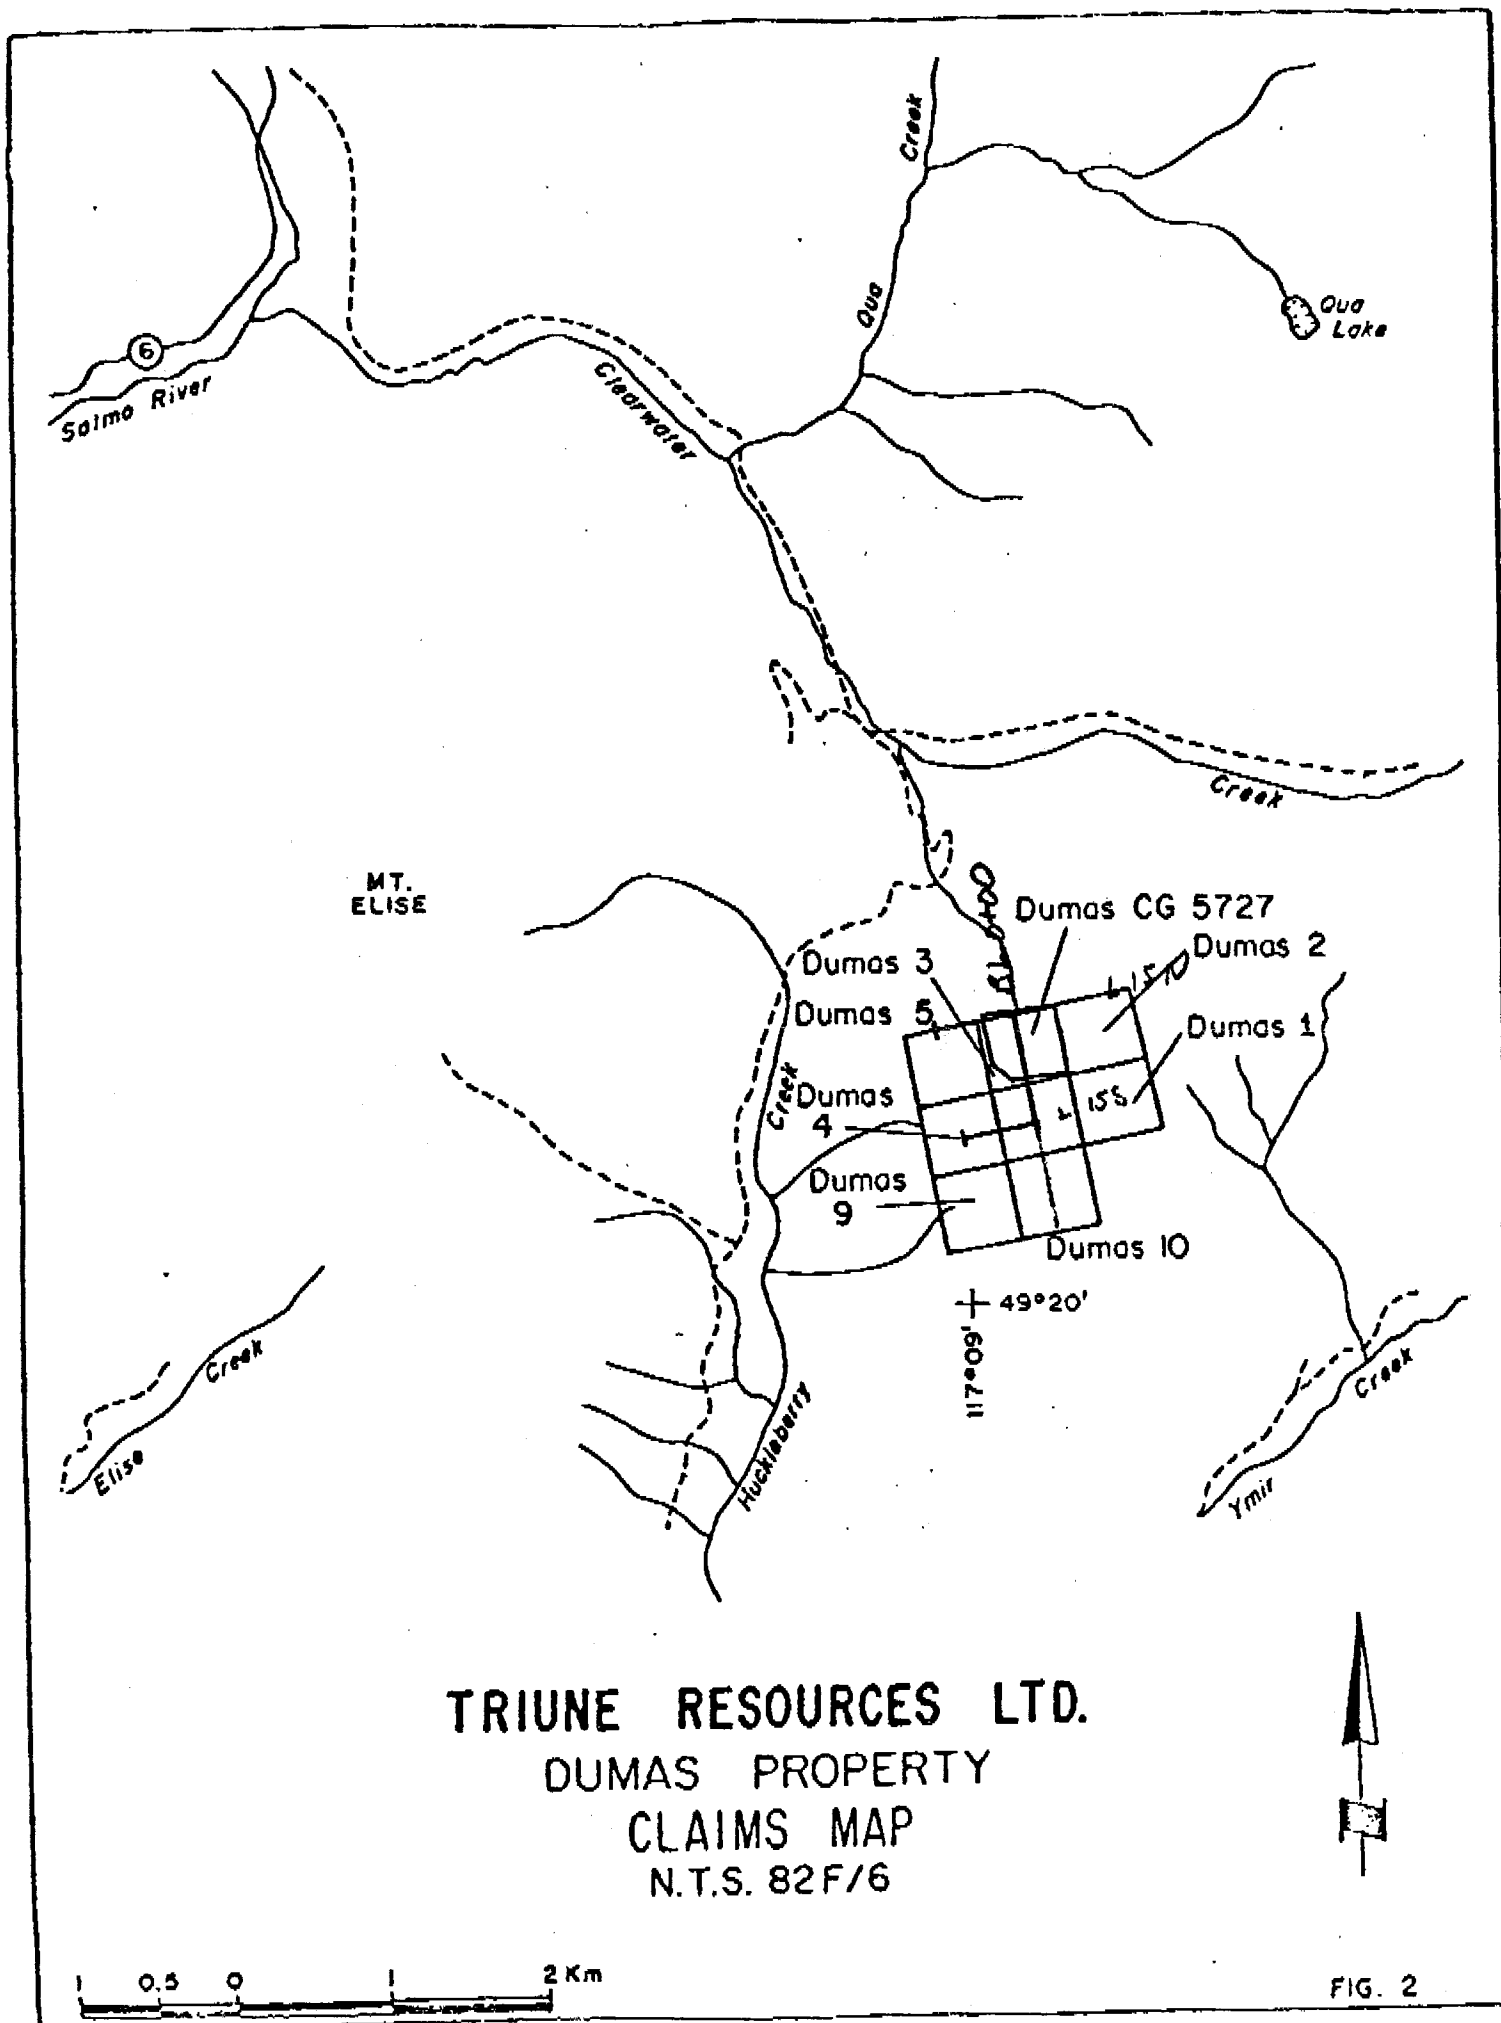 Creek
Qua
Qua
Lake
6
Salmo River
Clearwater
Creek
MT.
ELISE
Dumas CG 5727
Dumas 3
Dumas 2
Dumas 5
Dumas 1
Creek
Dumas
4
Dumas
9
Dumas 10
49°20'
117°09'
Creek
Elise
Huckleberry
Creek
Ymir
TRIUNE RESOURCES LTD.
DUMAS PROPERTY
CLAIMS MAP
N.T.S. 82F/6
1 0.5 0 1 2 Km
FIG. 2